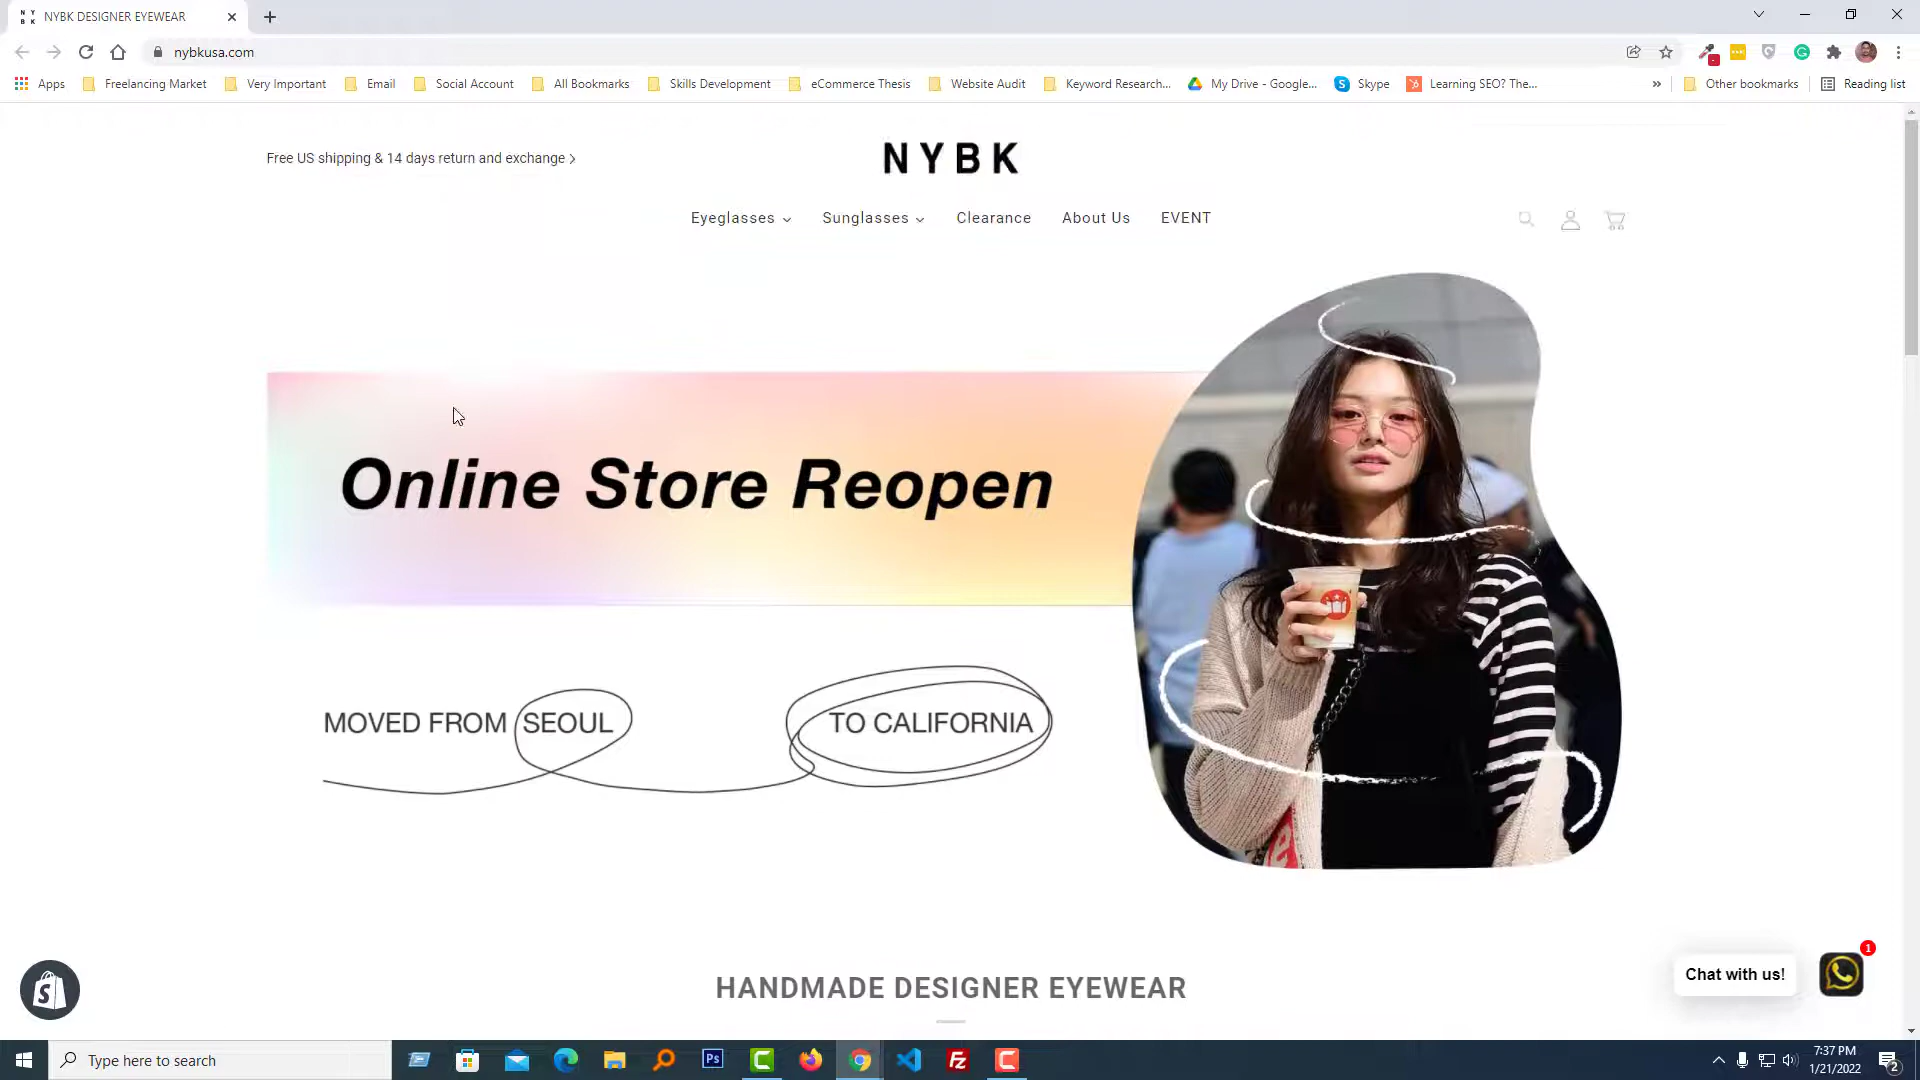 NYBK DESIGNER EYEWEAR
nybkusa.com
Apps
Freelancing Market
Very Important
Email
Social Account
All Bookmarks
Skills Development
eCommerce Thesis
Website Audit
Keyword Research...
My Drive - Google...
Skype
Learning SEO? The...
»
Other bookmarks
Reading list
Free US shipping & 14 days return and exchange >
NYBK
Eyeglasses
Sunglasses
Clearance
About Us
EVENT
Online Store Reopen
MOVED FROM SEOUL
TO CALIFORNIA
HANDMADE DESIGNER EYEWEAR
Chat with us!
1
Type here to search
Ps
7:37 PM
1/21/2022
2